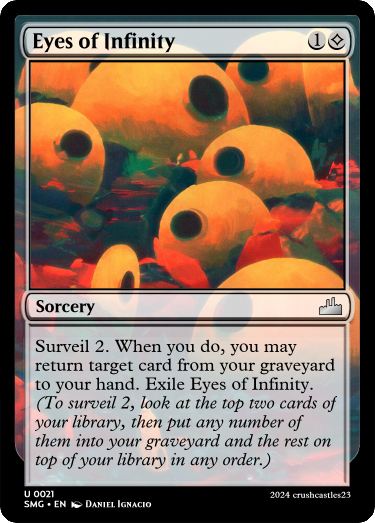 Eyes of Infinity 1
Sorcery
Surveil 2. When you do, you may
return target card from your graveyard
to your hand. Exile Eyes of Infinity.
(To surveil 2, look at the top two cards of
your library, then put any number of
them into your graveyard and the rest on
top of your library in any order.)
U 0021
SMG • EN Daniel Ignacio
2024 crushcastles23